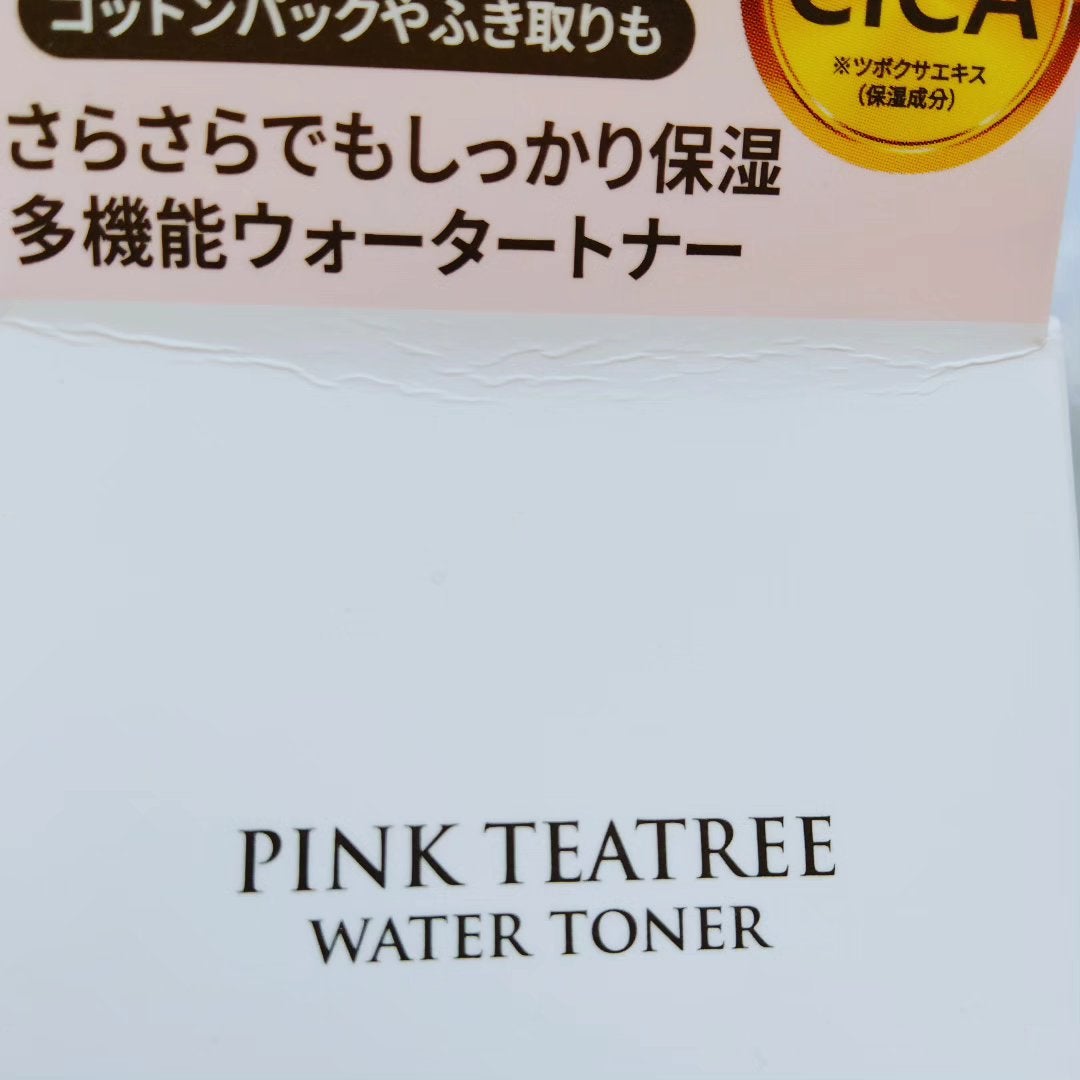 コットンパックやふき取りも
CICA
※ツボクサエキス
(保湿成分)
さらさらでもしっかり保湿
多機能ウォータートナー
PINK TEATREE
WATER TONER